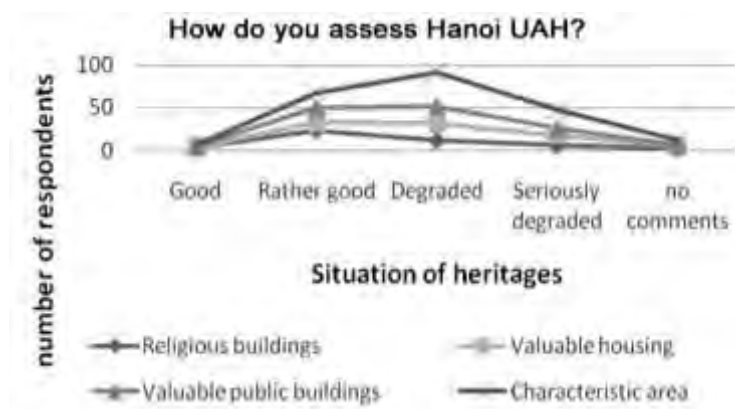 How do you assess Hanoi UAH?
number of respondents
100
50
0
Good Rather good Degraded Seriously degraded no comments
Situation of heritages
Religious buildings Valuable housing
Valuable public buildings Characteristic area